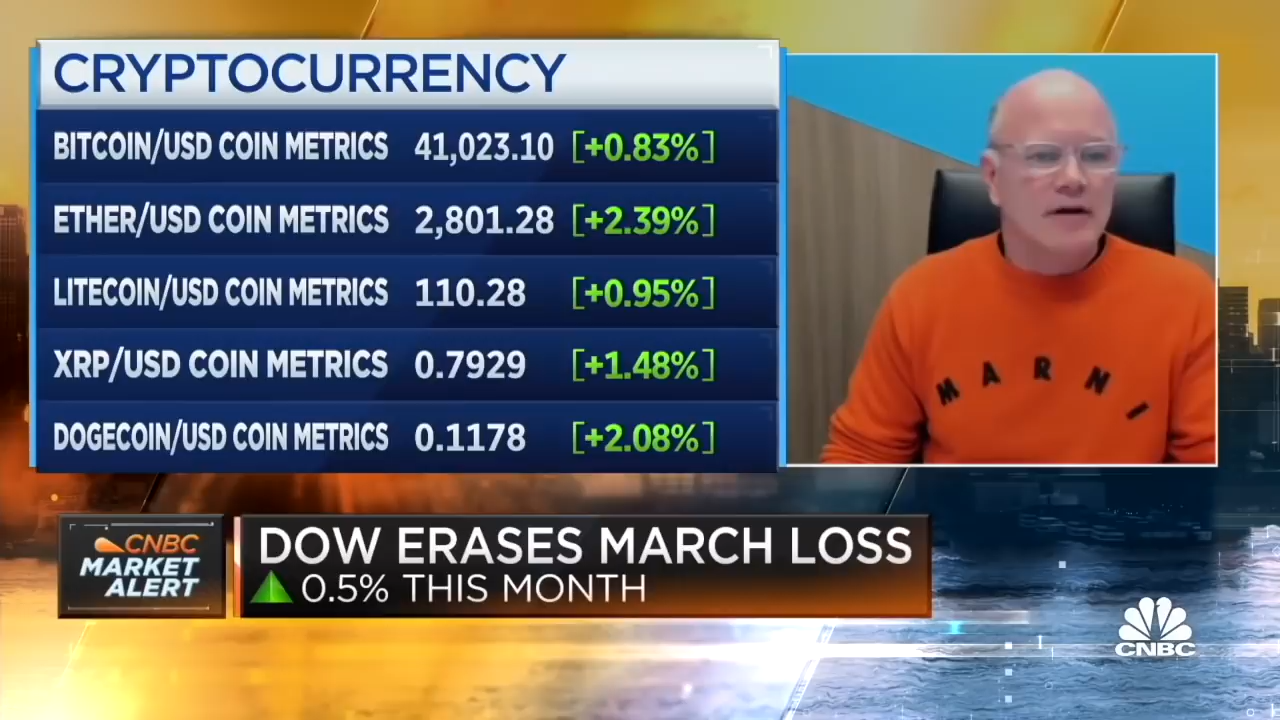 CRYPTOCURRENCY
BITCOIN/USD COIN METRICS 41,023.10 [+0.83%]
ETHER/USD COIN METRICS 2,801.28 [+2.39%]
LITECOIN/USD COIN METRICS 110.28 [+0.95%]
XRP/USD COIN METRICS 0.7929 [+1.48%]
DOGECOIN/USD COIN METRICS 0.1178 [+2.08%]
MARNI
CNBC
MARKET
ALERT
DOW ERASES MARCH LOSS
▲ 0.5% THIS MONTH
CNBC